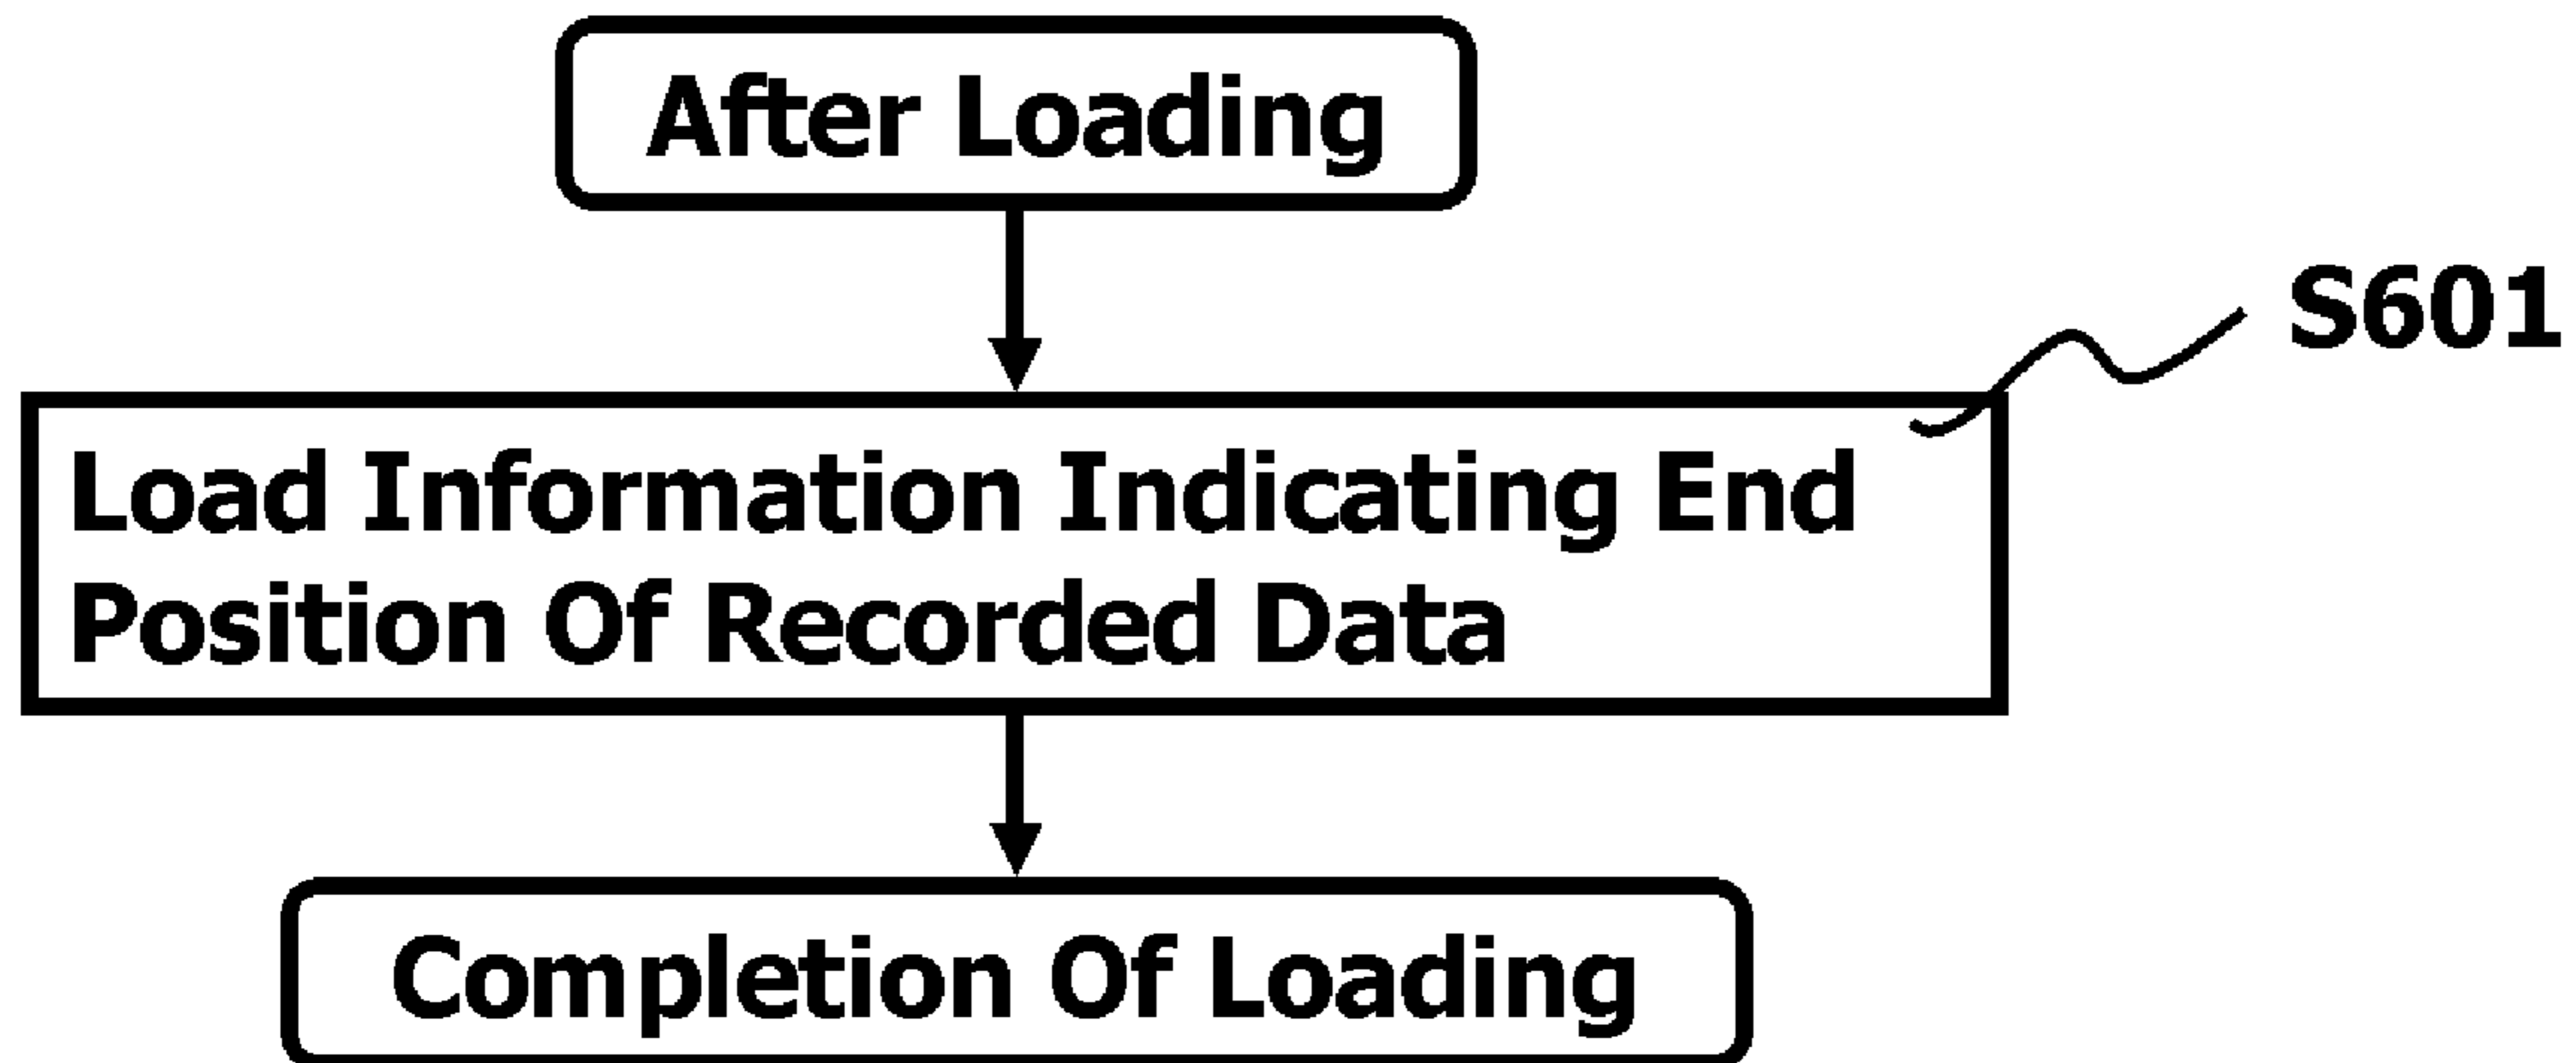 After Loading
S601
Load Information Indicating End
Position Of Recorded Data
Completion Of Loading